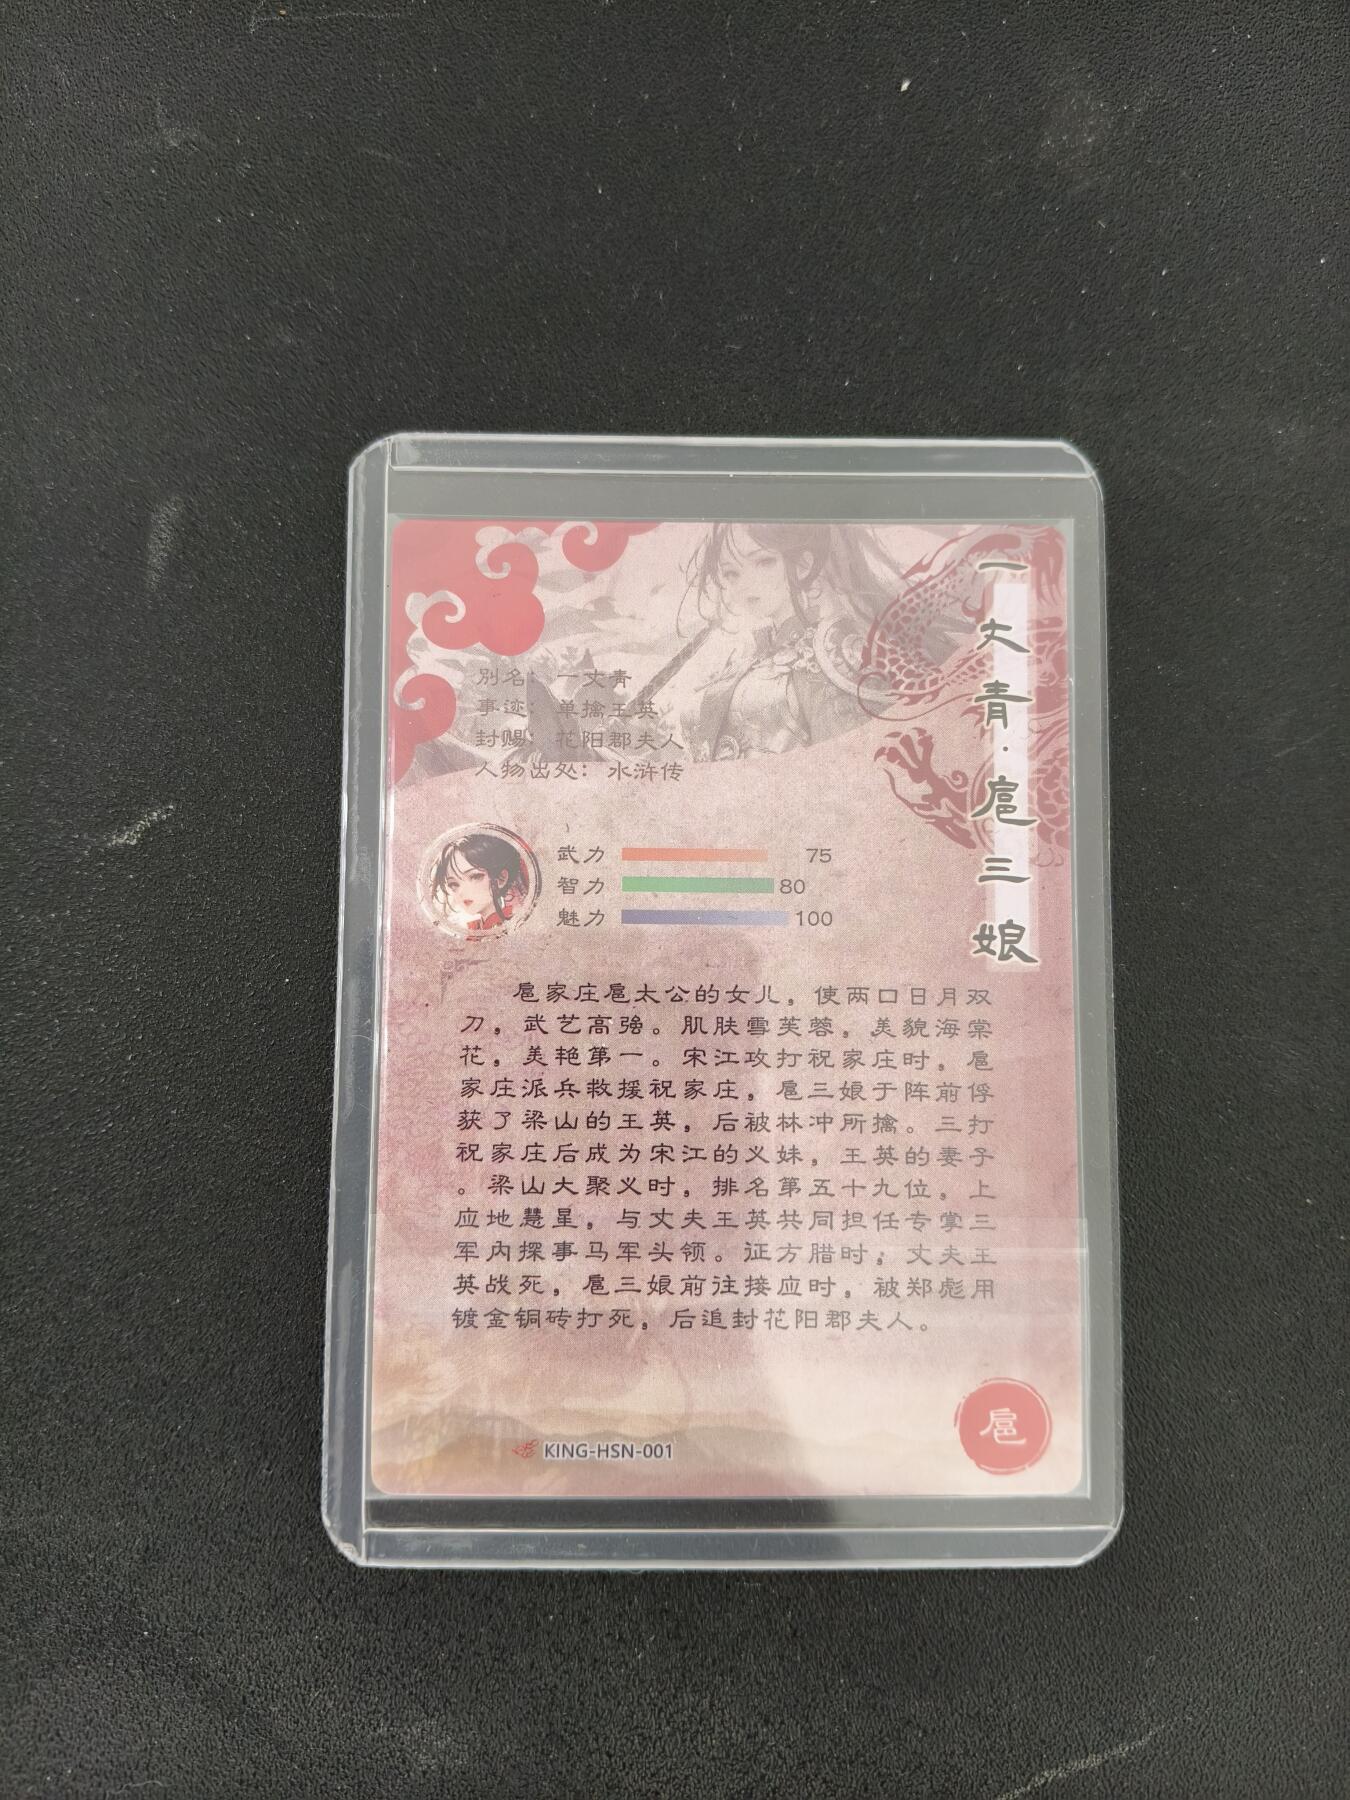 一丈青·扈三娘
别名：一丈青
事迹：单擒王英
封赐：花阳郡夫人
人物出处：水浒传
武力 75
智力 80
魅力 100
扈家庄扈太公的女儿，使两口日月双
刀，武艺高强。肌肤雪芙蓉，美貌海棠
花，美艳第一。宋江攻打祝家庄时，扈
家庄派兵救援祝家庄，扈三娘于阵前俘
获了梁山的王英，后被林冲所擒。三打
祝家庄后成为宋江的义妹，王英的妻子
。梁山大聚义时，排名第五十九位，上
应地慧星，与丈夫王英共同担任专掌三
军内探事马军头领。征方腊时，丈夫王
英战死，扈三娘前往接应时，被郑彪用
镀金铜砖打死，后追封花阳郡夫人。
KING-HSN-001
扈